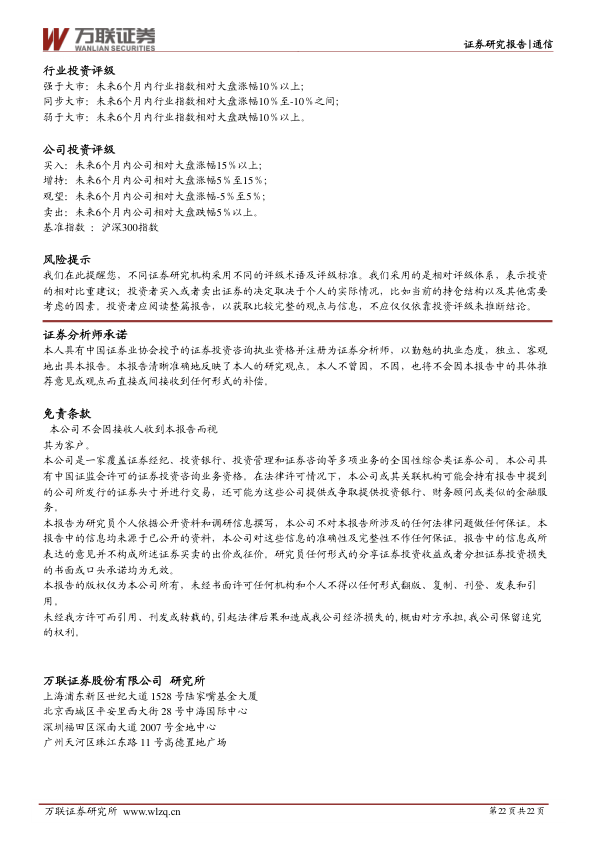 万联证券
WANLIAN SECURITIES
证券研究报告|通信
行业投资评级
强于大市：未来6个月内行业指数相对大盘涨幅10％以上；
同步大市：未来6个月内行业指数相对大盘涨幅10％至-10％之间；
弱于大市：未来6个月内行业指数相对大盘跌幅10％以上。
公司投资评级
买入：未来6个月内公司相对大盘涨幅15％以上；
增持：未来6个月内公司相对大盘涨幅5％至15％；
观望：未来6个月内公司相对大盘涨幅-5％至5％；
卖出：未来6个月内公司相对大盘跌幅5％以上。
基准指数 ：沪深300指数
风险提示
我们在此提醒您，不同证券研究机构采用不同的评级术语及评级标准。我们采用的是相对评级体系，表示投资
的相对比重建议；投资者买入或者卖出证券的决定取决于个人的实际情况，比如当前的持仓结构以及其他需要
考虑的因素。投资者应阅读整篇报告，以获取比较完整的观点与信息，不应仅仅依靠投资评级来推断结论。
证券分析师承诺
本人具有中国证券业协会授予的证券投资咨询执业资格并注册为证券分析师，以勤勉的执业态度，独立、客观
地出具本报告。本报告清晰准确地反映了本人的研究观点。本人不曾因，不因，也将不会因本报告中的具体推
荐意见或观点而直接或间接收到任何形式的补偿。
免责条款
本公司不会因接收人收到本报告而视
其为客户。
本公司是一家覆盖证券经纪、投资银行、投资管理和证券咨询等多项业务的全国性综合类证券公司。本公司具
有中国证监会许可的证券投资咨询业务资格。在法律许可情况下，本公司或其关联机构可能会持有报告中提到
的公司所发行的证券头寸并进行交易，还可能为这些公司提供或争取提供投资银行、财务顾问或类似的金融服
务。
本报告为研究员个人依据公开资料和调研信息撰写，本公司不对本报告所涉及的任何法律问题做任何保证。本
报告中的信息均来源于已公开的资料，本公司对这些信息的准确性及完整性不作任何保证。报告中的信息或所
表达的意见并不构成所述证券买卖的出价或征价。研究员任何形式的分享证券投资收益或者分担证券投资损失
的书面或口头承诺均为无效。
本报告的版权仅为本公司所有，未经书面许可任何机构和个人不得以任何形式翻版、复制、刊登、发表和引
用。
未经我方许可而引用、刊发或转载的,引起法律后果和造成我公司经济损失的,概由对方承担,我公司保留追究
的权利。
万联证券股份有限公司 研究所
上海浦东新区世纪大道 1528 号陆家嘴基金大厦
北京西城区平安里西大街 28 号中海国际中心
深圳福田区深南大道 2007 号金地中心
广州天河区珠江东路 11 号高德置地广场
万联证券研究所 www.wlzq.cn
第22页共22页